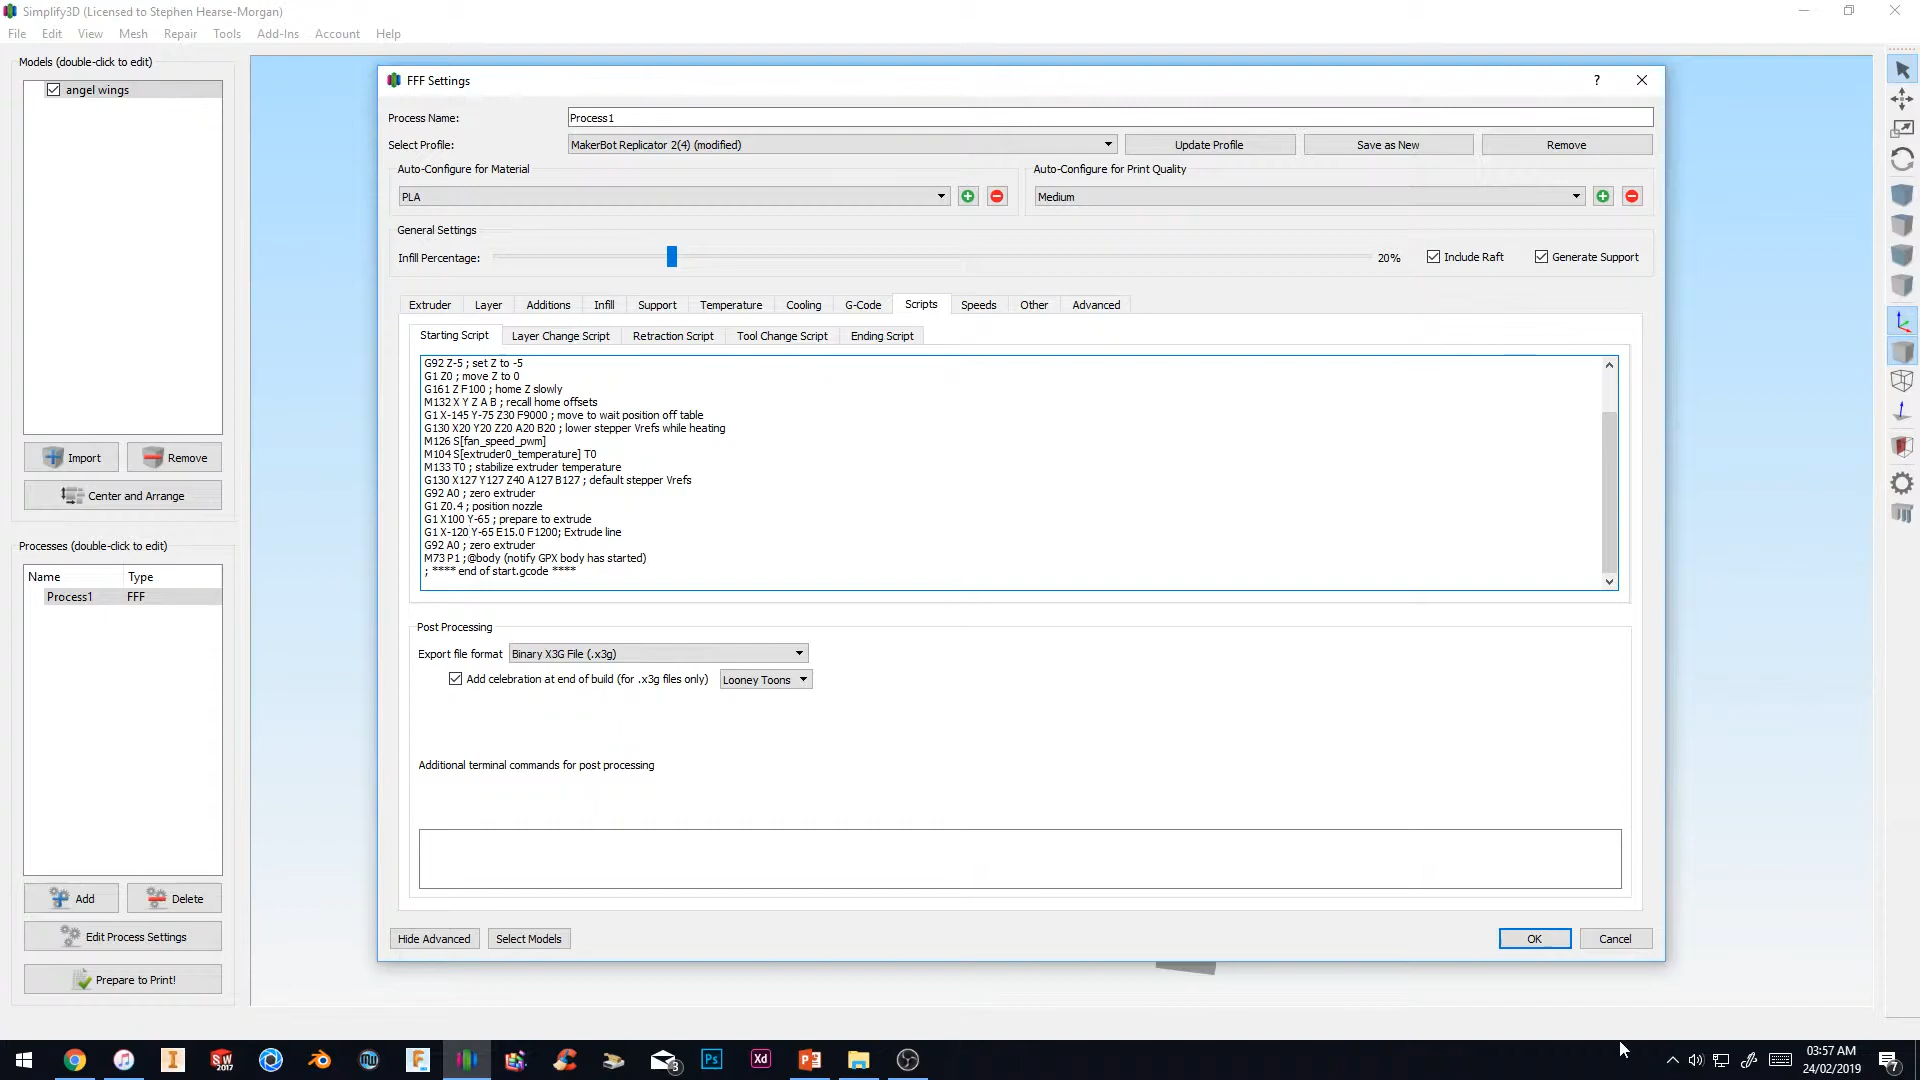 Simplify3D (Licensed to Stephen Hearse-Morgan)
File Edit View Mesh Repair Tools Add-Ins Account Help
Models (double-click to edit)
angel wings
Import
Remove
Center and Arrange
Processes (double-click to edit)
Name Type
Process1 FFF
Add
Delete
Edit Process Settings
Prepare to Print!
FFF Settings
?
Process Name: Process1
Select Profile: MakerBot Replicator 2(4) (modified)
Update Profile
Save as New
Remove
Auto-Configure for Material
PLA
Auto-Configure for Print Quality
Medium
General Settings
Infill Percentage: 20%
Include Raft
Generate Support
Extruder Layer Additions Infill Support Temperature Cooling G-Code Scripts Speeds Other Advanced
Starting Script Layer Change Script Retraction Script Tool Change Script Ending Script
G92 Z-5 ; set Z to -5
G1 Z0 ; move Z to 0
G161 Z F100 ; home Z slowly
M132 X Y Z A B ; recall home offsets
G1 X-145 Y-75 Z30 F9000 ; move to wait position off table
G130 X20 Y20 Z20 A20 B20 ; lower stepper Vrefs while heating
M126 S[fan_speed_pwm]
M104 S[extruder0_temperature] T0
M133 T0 ; stabilize extruder temperature
G130 X127 Y127 Z40 A127 B127 ; default stepper Vrefs
G92 A0 ; zero extruder
G1 Z0.4 ; position nozzle
G1 X100 Y-65 ; prepare to extrude
G1 X-120 Y-65 E15.0 F1200; Extrude line
G92 A0 ; zero extruder
M73 P1 ;@body (notify GPX body has started)
; **** end of start.gcode ****
Post Processing
Export file format Binary X3G File (.x3g)
Add celebration at end of build (for .x3g files only) Looney Toons
Additional terminal commands for post processing
Hide Advanced
Select Models
OK
Cancel
I
SW
2017
F
3
Ps
Xd
P
03:57 AM
24/02/2019
7